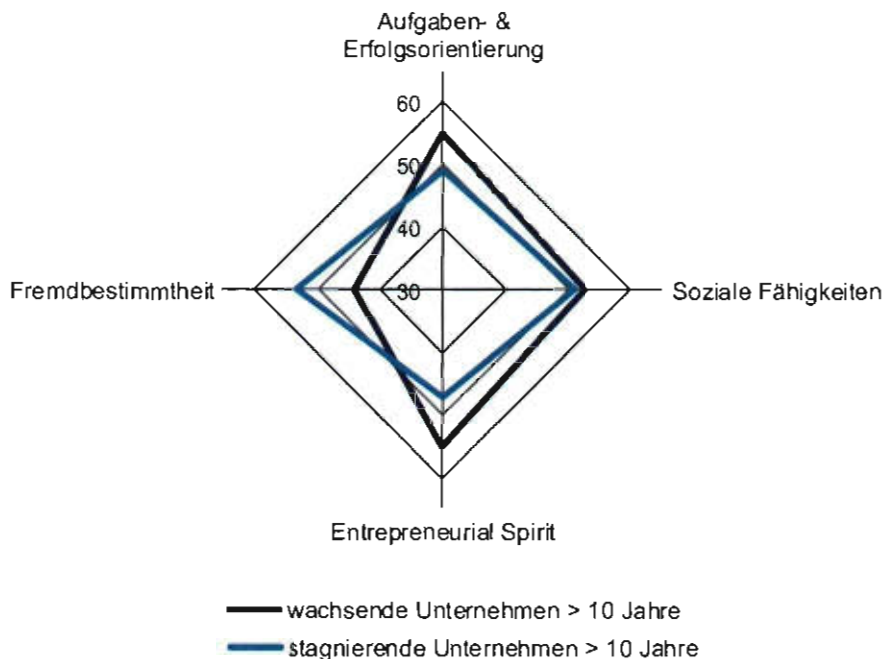 Aufgaben- &
Erfolgsorientierung
60
50
40
Fremdbestimmtheit
30
Soziale Fähigkeiten
Entrepreneurial Spirit
wachsende Unternehmen > 10 Jahre
stagnierende Unternehmen > 10 Jahre